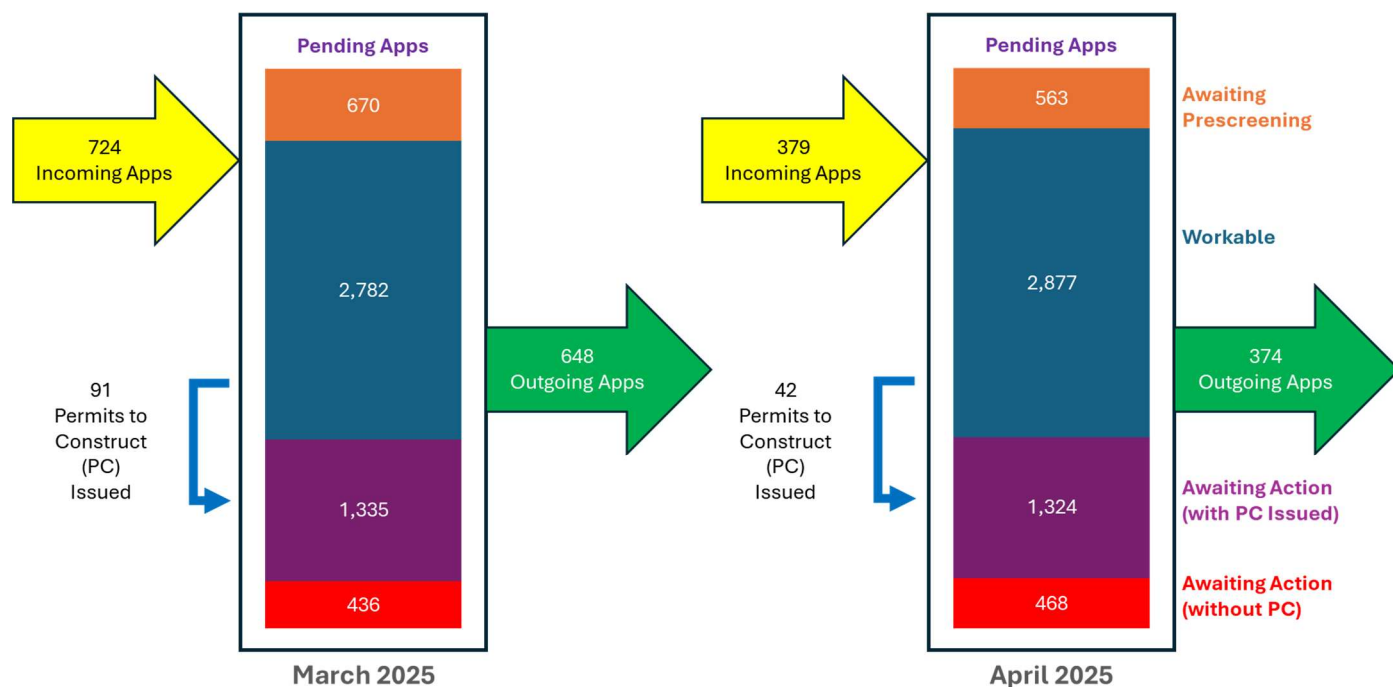 Pending Apps
670
724
Incoming Apps
2,782
648
Outgoing Apps
91
Permits to
Construct
(PC)
Issued
1,335
436
March 2025
Pending Apps
563
Awaiting
Prescreening
379
Incoming Apps
Workable
2,877
374
Outgoing Apps
42
Permits to
Construct
(PC)
Issued
1,324
Awaiting Action
(with PC Issued)
468
Awaiting Action
(without PC)
April 2025